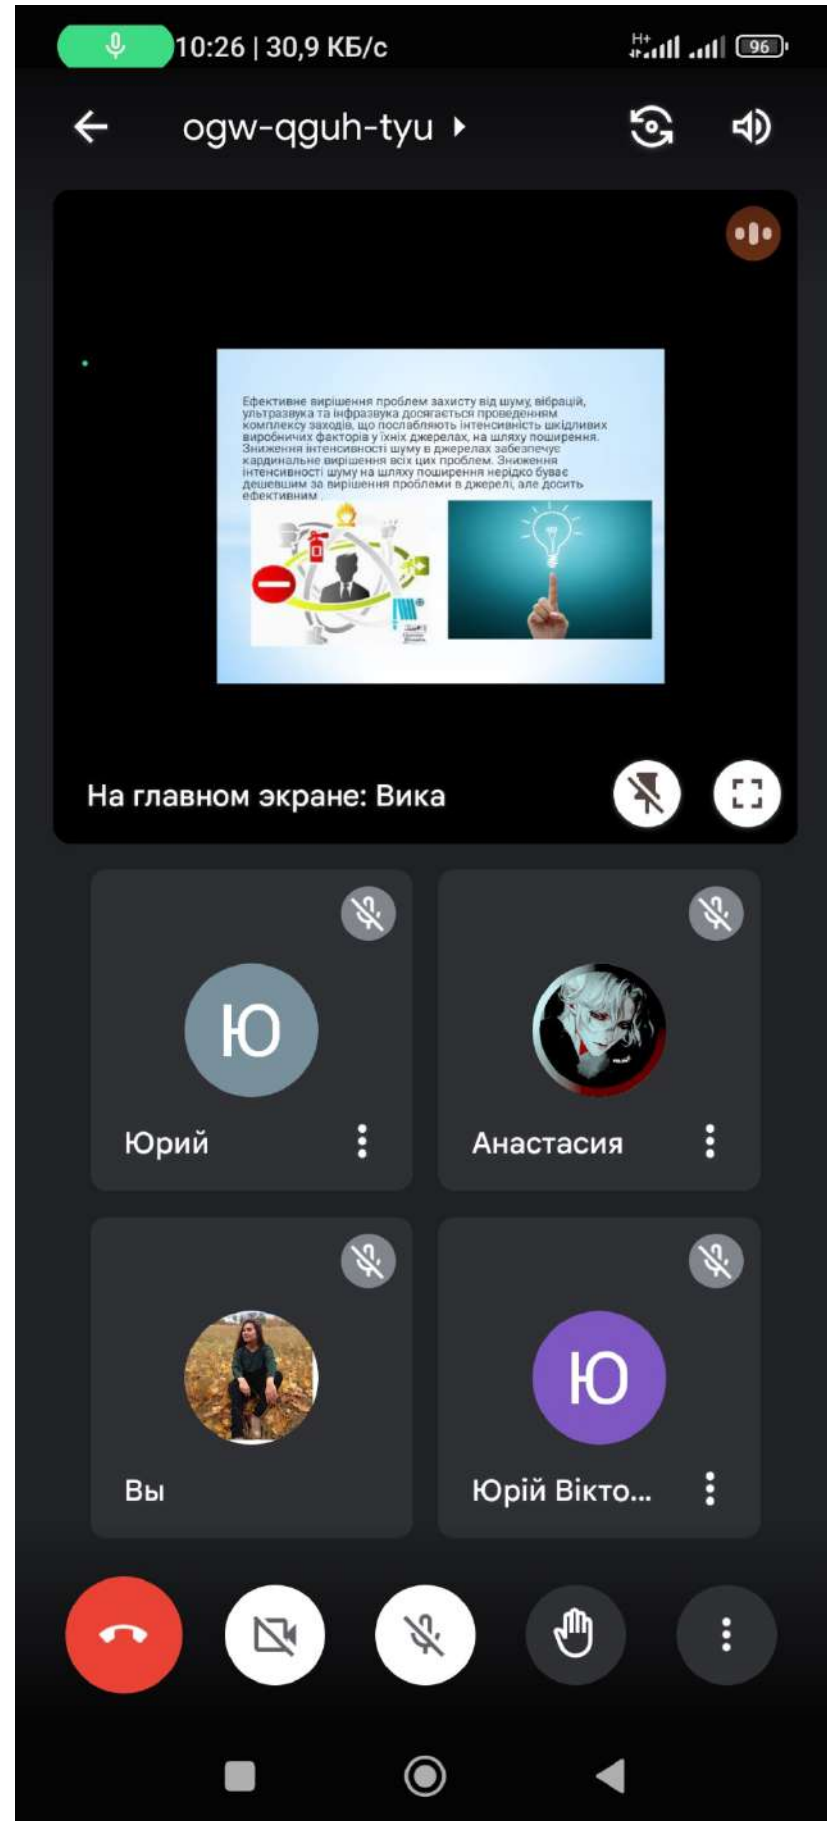 10:26 | 30,9 КБ/с
H+
96
ogw-qguh-tyu
Ефективне вирішення проблем захисту від шуму, вібрацій,
ультразвука та інфразвука досягається проведенням
комплексу заходів, що послабляють інтенсивність шкідливих
виробничих факторів у їхніх джерелах, на шляху поширення.
Зниження інтенсивності шуму в джерелах забезпечує
кардинальне вирішення всіх цих проблем. Зниження
інтенсивності шуму на шляху поширення нерідко буває
дешевшим за вирішення проблеми в джерелі, але досить
ефективним .
На главном экране: Вика
Ю
Юрий
Анастасия
Вы
Ю
Юрій Вікто...